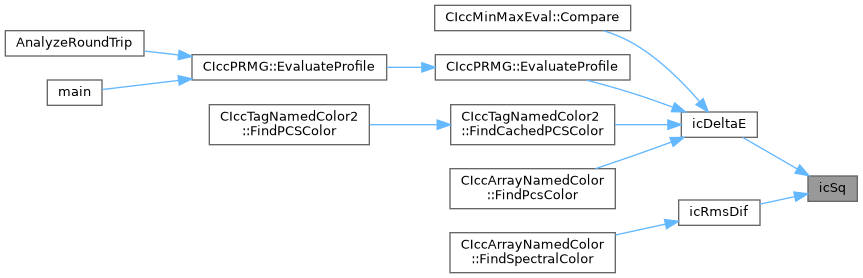 CIccMinMaxEval::Compare
AnalyzeRoundTrip
CIccPRMG::EvaluateProfile
CIccPRMG::EvaluateProfile
main
CIccTagNamedColor2
::FindPCSColor
CIccTagNamedColor2
::FindCachedPCSColor
icDeltaE
CIccArrayNamedColor
::FindPcsColor
icSq
icRmsDif
CIccArrayNamedColor
::FindSpectralColor